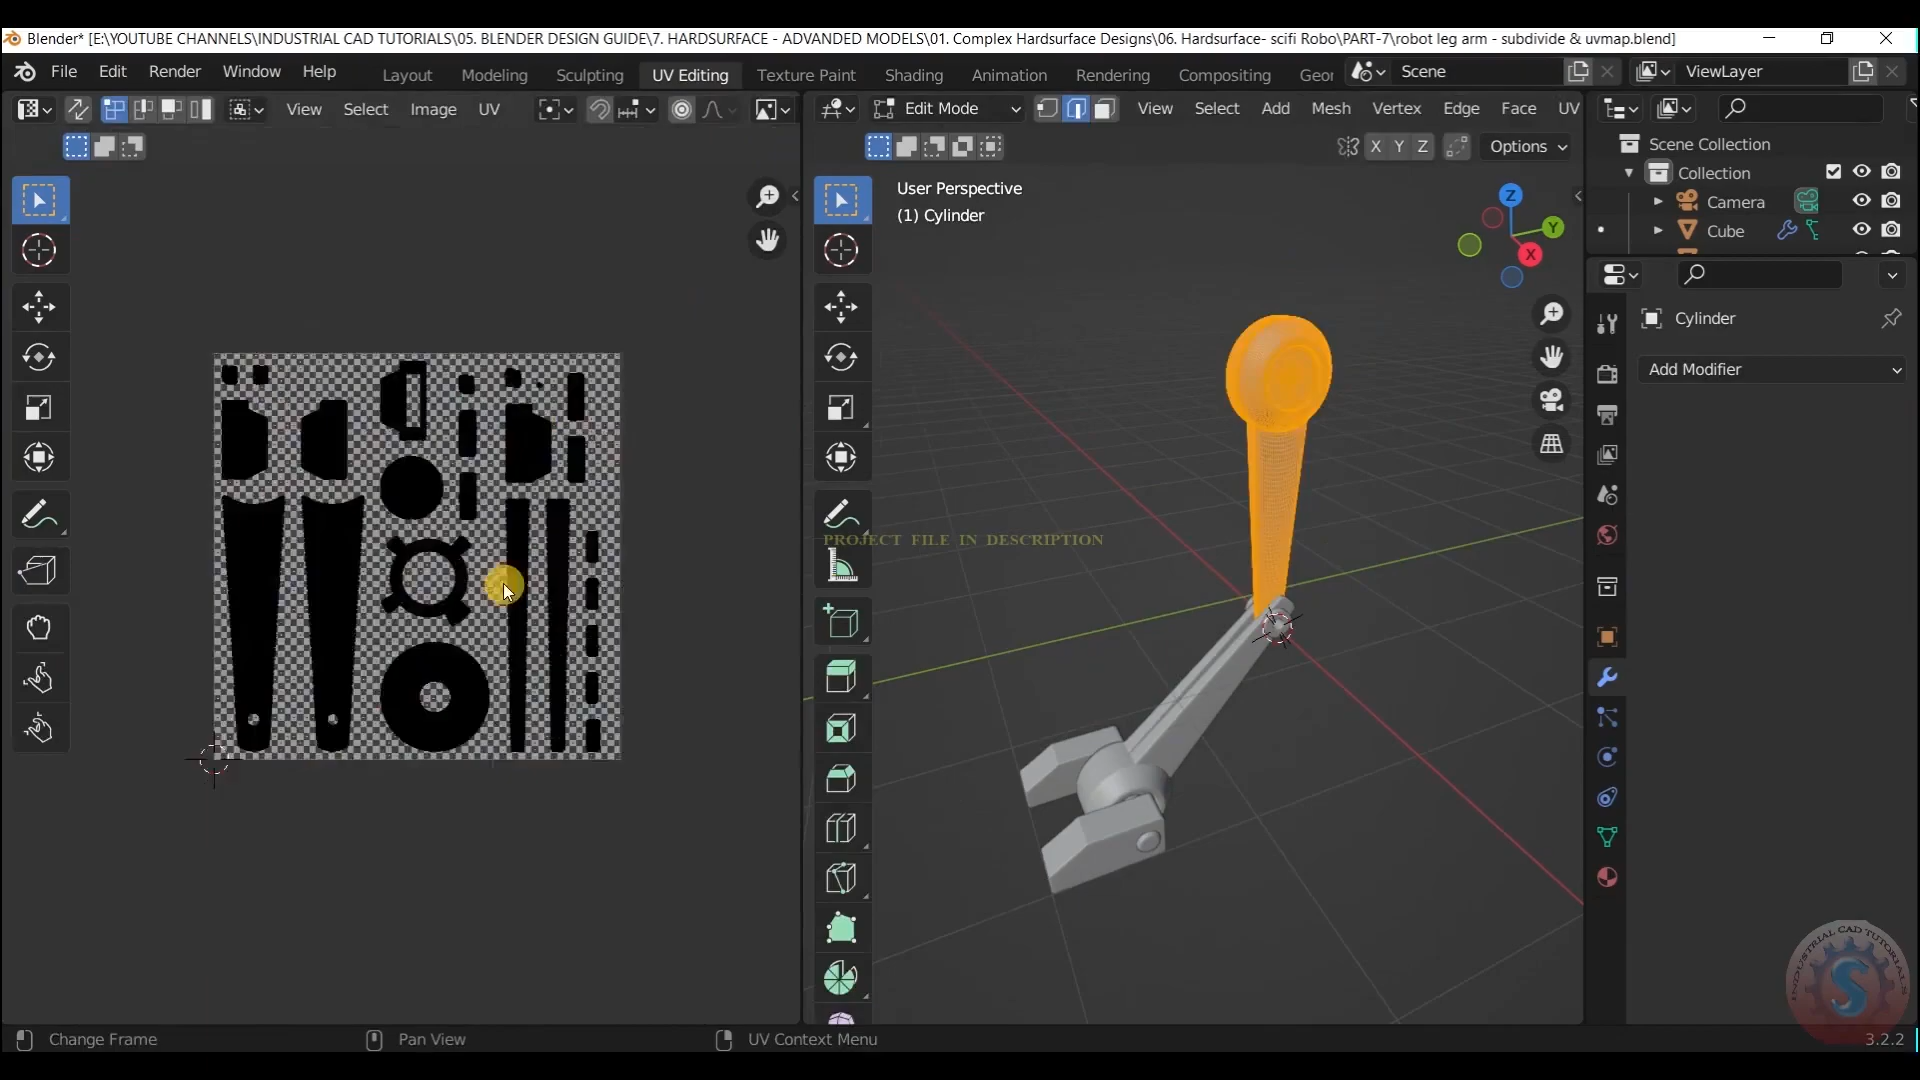 Blender* [E:\YOUTUBE CHANNELS\INDUSTRIAL CAD TUTORIALS\05. BLENDER DESIGN GUIDE\7. HARDSURFACE - ADVANDED MODELS\01. Complex Hardsurface Designs\06. Hardsurface- scifi Robo\PART-7\robot leg arm - subdivide & uvmap.blend]
File Edit Render Window Help Layout Modeling Sculpting UV Editing Texture Paint Shading Animation Rendering Compositing Geor Scene ViewLayer
View Select Image UV Edit Mode View Select Add Mesh Vertex Edge Face UV
X Y Z Options
Scene Collection
Collection
Camera
Cube
User Perspective
(1) Cylinder
Z
Y
X
Cylinder
Add Modifier
PROJECT FILE IN DESCRIPTION
INDUSTRIAL CAD TUTORIALS
S
Change Frame Pan View UV Context Menu 3.2.2